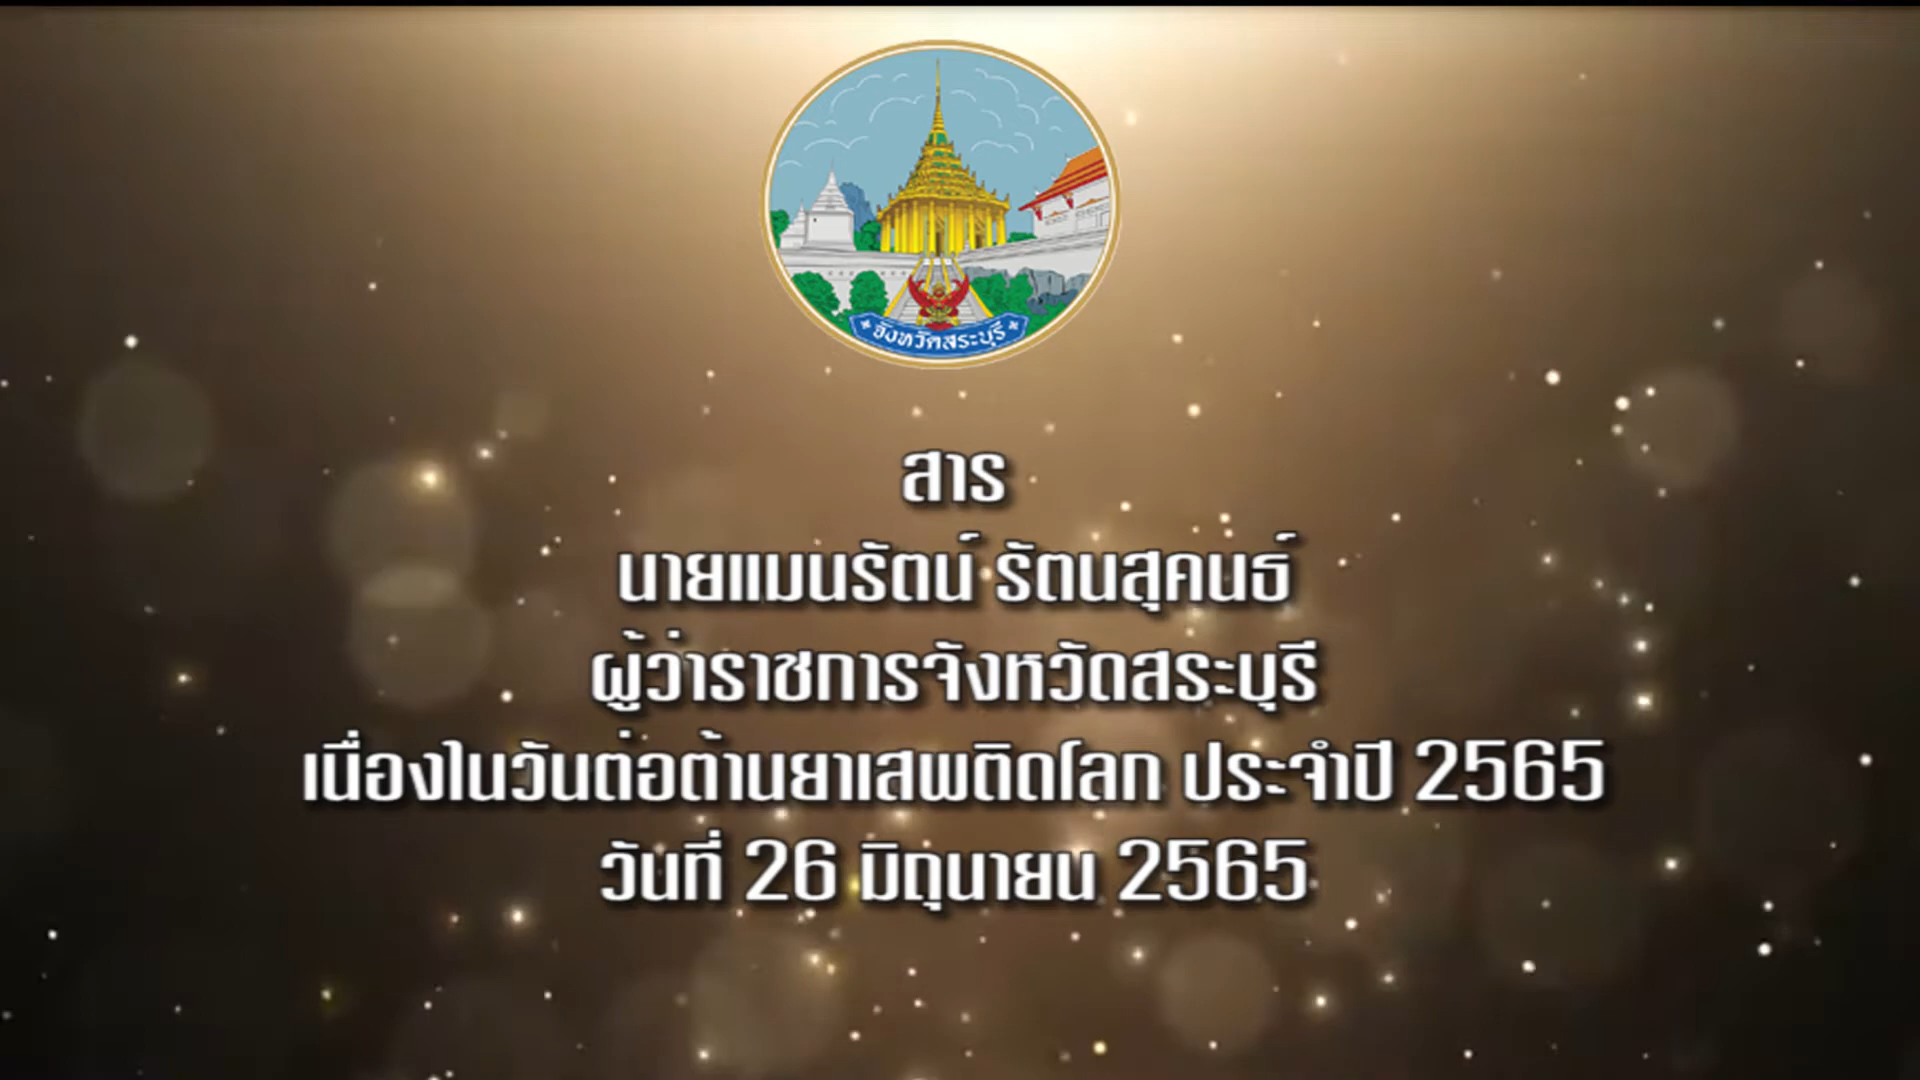 จังหวัดสระบุรี
สาร
นายแมนรัตน์ รัตนสุคนธ์
ผู้ว่าราชการจังหวัดสระบุรี
เนื่องในวันต่อต้านยาเสพติดโลก ประจำปี 2565
วันที่ 26 มิถุนายน 2565